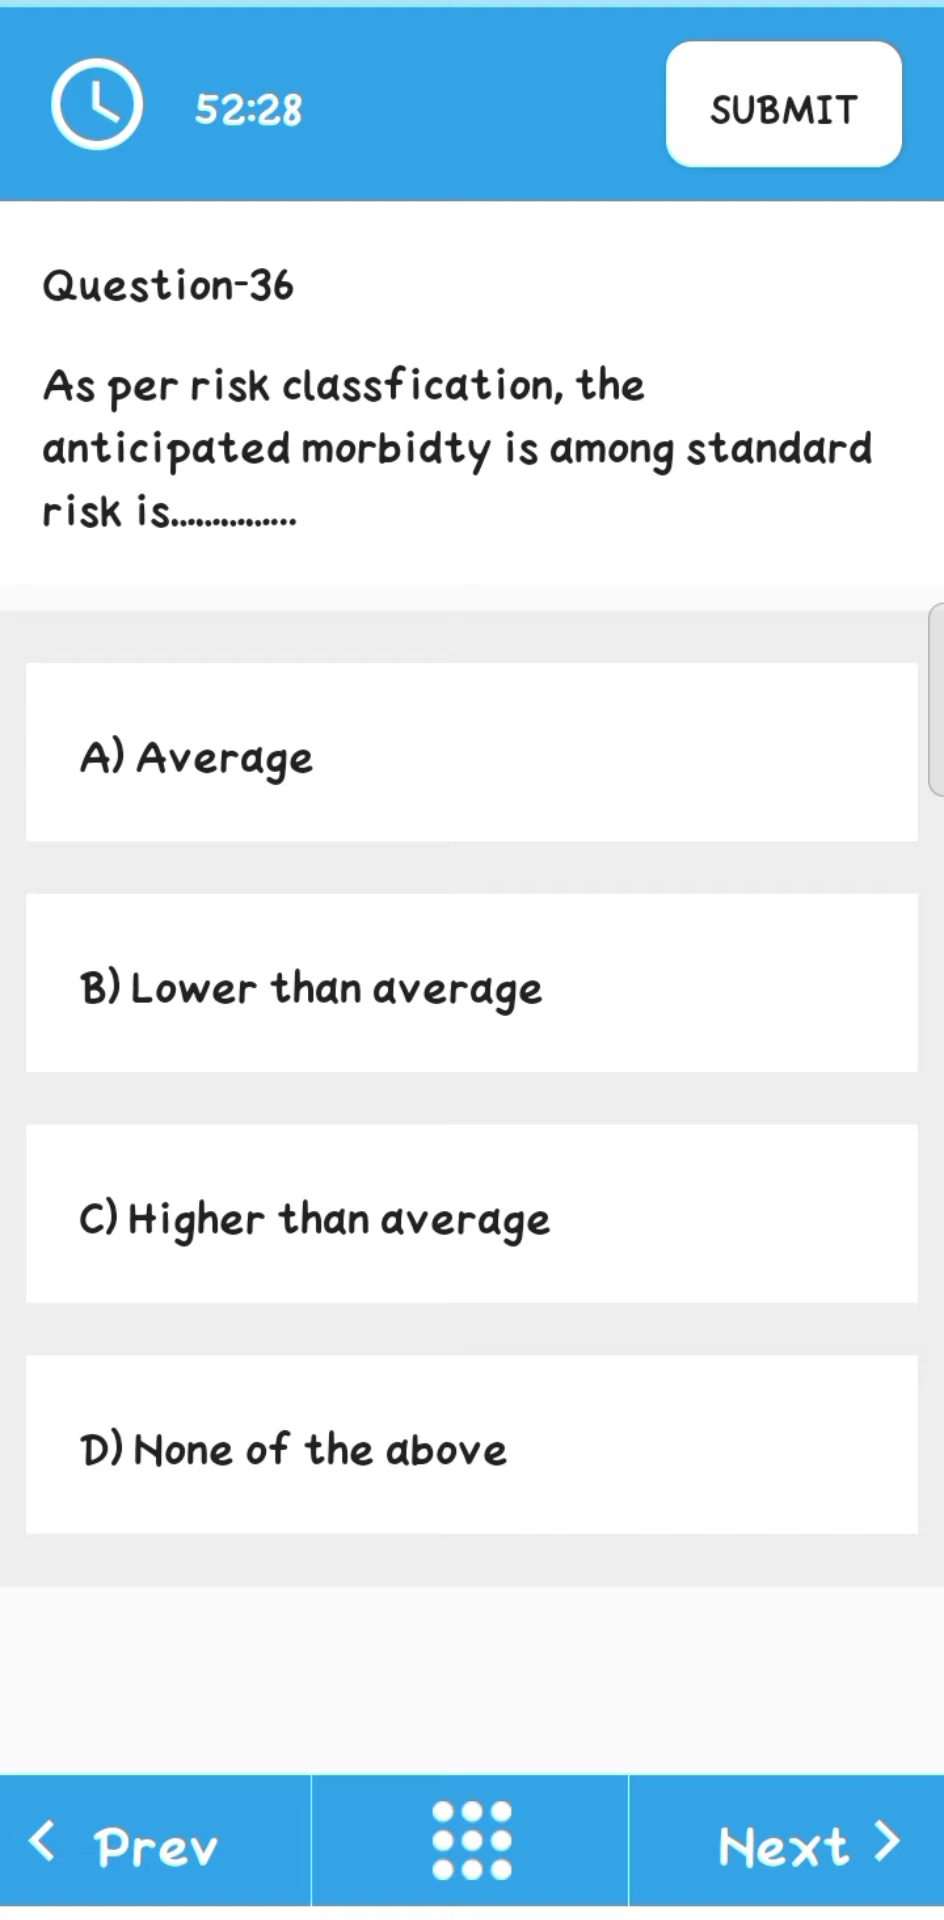 52:28
SUBMIT
Question-36
As per risk classfication, the
anticipated morbidty is among standard
risk is...............
A) Average
B) Lower than average
C) Higher than average
D) None of the above
Prev
Next